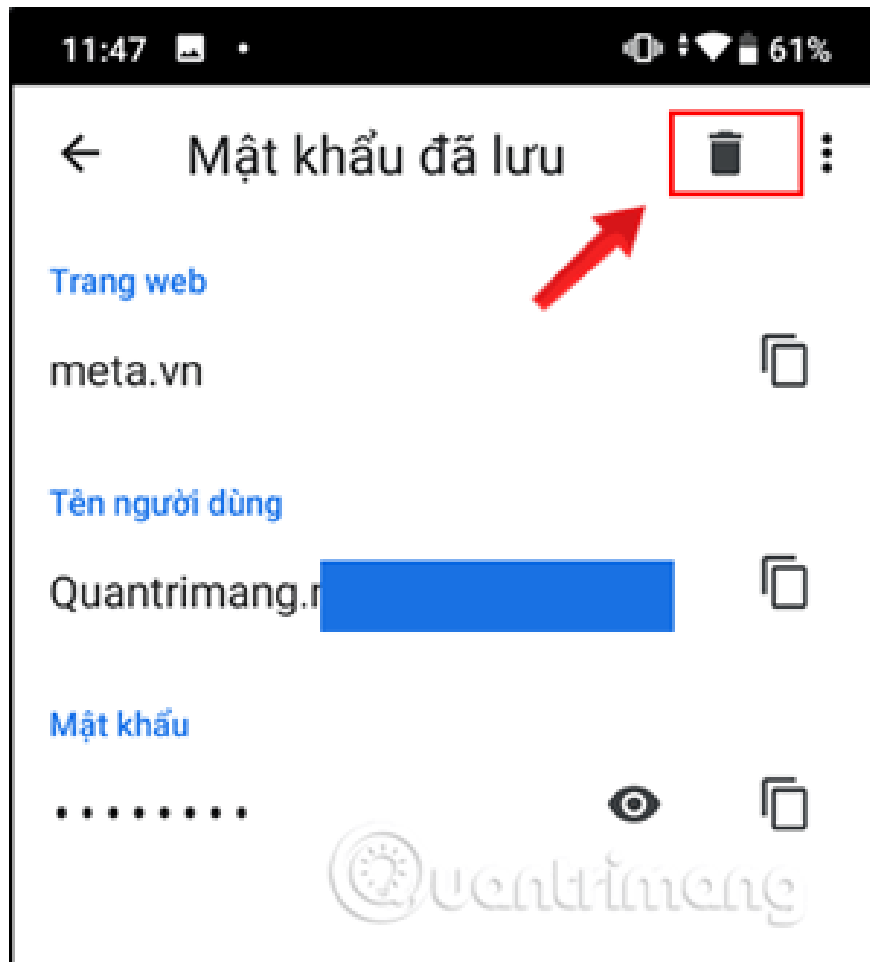 11:47 61%
Mật khẩu đã lưu
Trang web
meta.vn
Tên người dùng
Quantrimang.
Mật khẩu
••••••••
Quantrimang